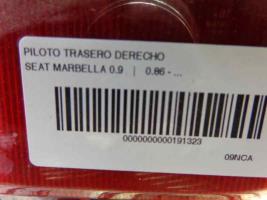 PILOTO TRASERO DERECHO
SEAT MARBELLA 0.9 | 0.86 - ...
0000000000191323
09NCA